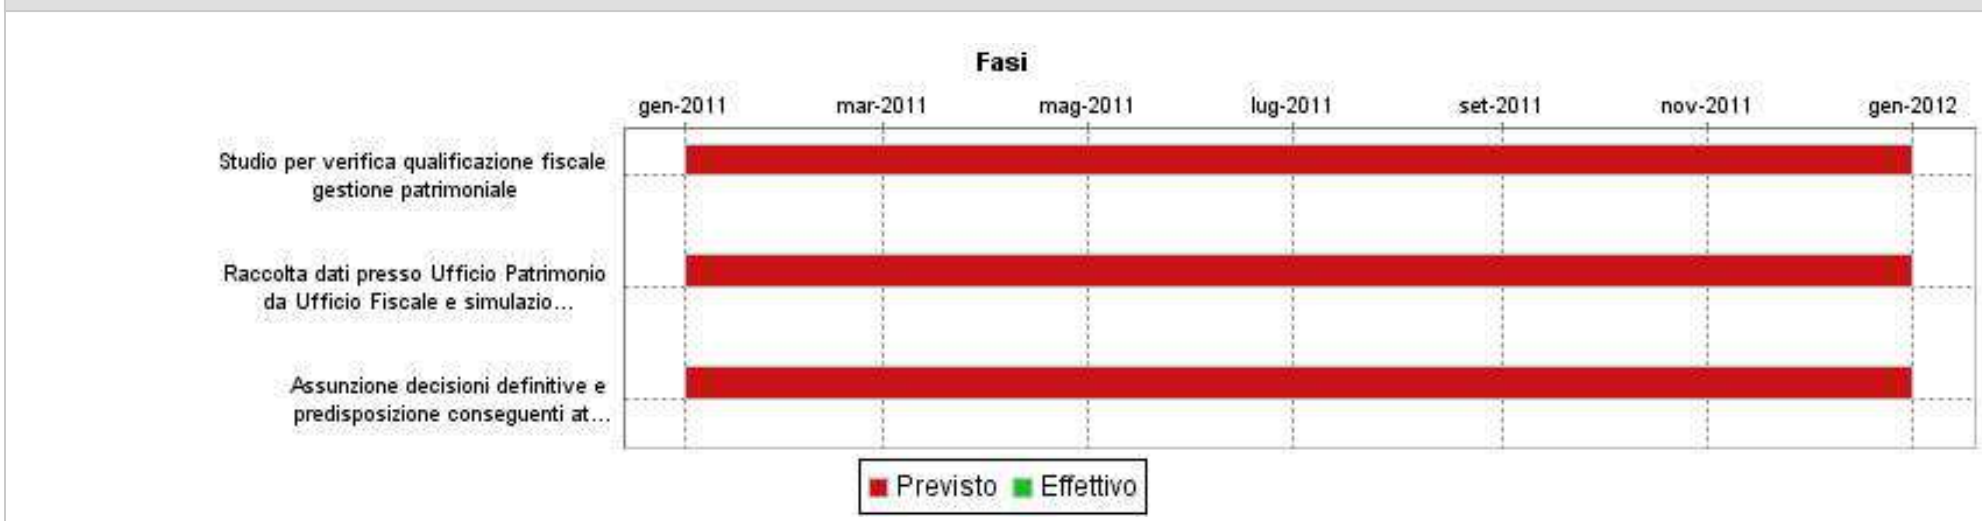 Fasi
gen-2011 mar-2011 mag-2011 lug-2011 set-2011 nov-2011 gen-2012
Studio per verifica qualificazione fiscale
gestione patrimoniale
Raccolta dati presso Ufficio Patrimonio
da Ufficio Fiscale e simulazio...
Assunzione decisioni definitive e
predisposizione conseguenti at...
Previsto Effettivo